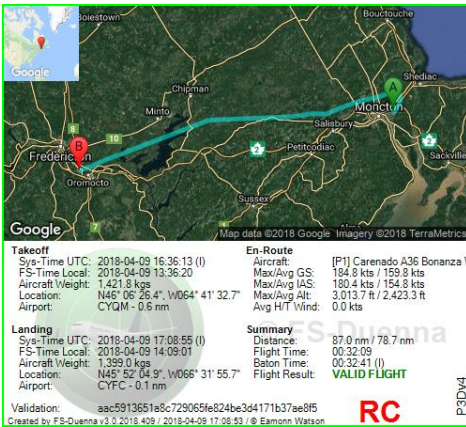 Boiestown
Bouctouche
Google
Chipman
Shediac
A
Minto
Moncton
Salisbury
8
10
B
2
Petitcodiac
2
Fredericton
Sackville
Oromocto
Sussex
7
Google
Map data ©2018 Google Imagery ©2018 TerraMetrics
Takeoff
Sys-Time UTC: 2018-04-09 16:36:13 (I)
FS-Time Local: 2018-04-09 13:36:20
Aircraft Weight: 1,421.8 kgs
Location: N46° 06' 26.4", W064° 41' 32.7"
Airport: CYQM - 0.6 nm
En-Route
Aircraft: [P1] Carenado A36 Bonanza
Max/Avg GS: 184.8 kts / 159.8 kts
Max/Avg IAS: 180.4 kts / 154.8 kts
Max/Avg Alt: 3,013.7 ft / 2,423.3 ft
Avg H/T Wind: 0.0 kts
Landing
Sys-Time UTC: 2018-04-09 17:08:55 (I)
FS-Time Local: 2018-04-09 14:09:01
Aircraft Weight: 1,399.0 kgs
Location: N45° 52' 04.9", W066° 31' 55.7"
Airport: CYFC - 0.1 nm
© FS-Duenna
Summary
Distance: 87.0 nm / 78.7 nm
Flight Time: 00:32:09
Baton Time: 00:32:41 (I)
Flight Result: VALID FLIGHT
Validation: aac5913651a8c729065fe824be3d4171b37ae8f5
RC
P3Dv4
Created by FS-Duenna v3.0.2018.409 / 2018-04-09 17:08:53 / © Eamonn Watson